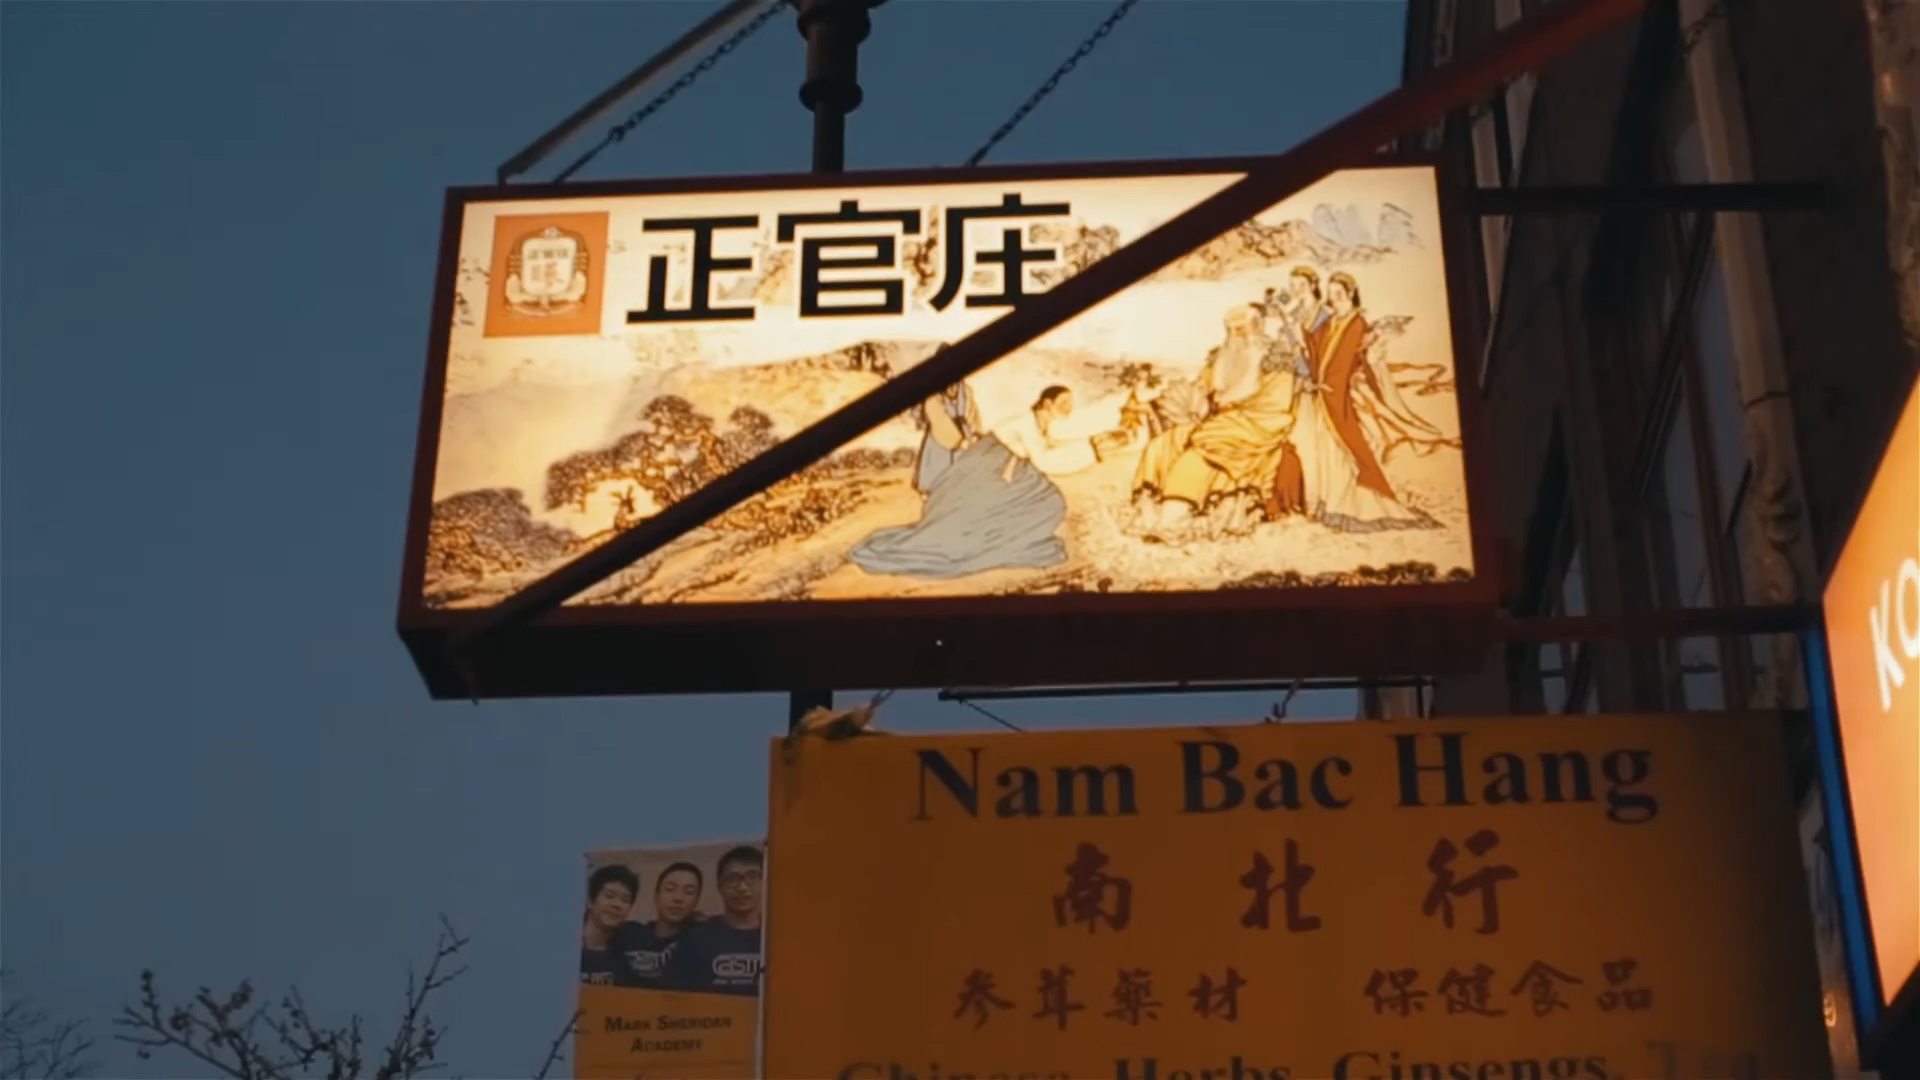 正官庄
Nam Bac Hang
南北行
参茸藥材 保健食品
Chinese Herbs, Ginsengs,
MARK SHERIDAN
ACADEMY
KO